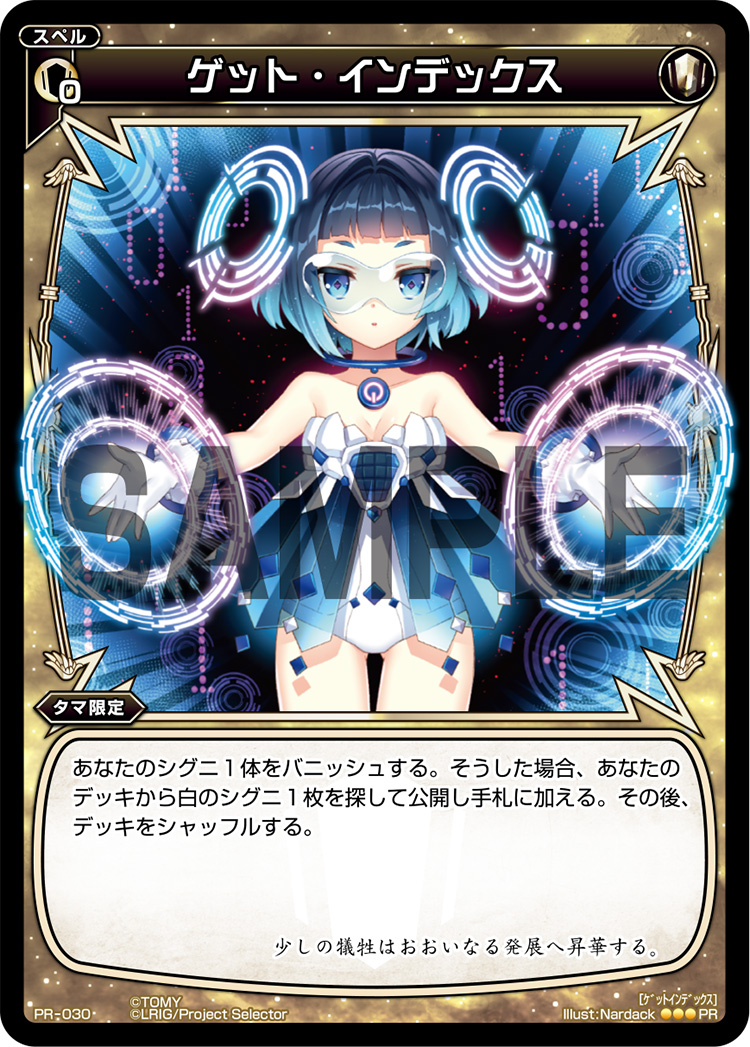 スペル
0
ゲット・インデックス
SAMPLE
タマ限定
あなたのシグニ1体をバニッシュする。そうした場合、あなたの
デッキから白のシグニ1枚を探して公開し手札に加える。その後、
デッキをシャッフルする。
少しの犠牲はおおいなる発展へ昇華する。
[ゲットインデックス]
PR-030
©TOMY
©LRIG/Project Selector
Illust:Nardack
PR